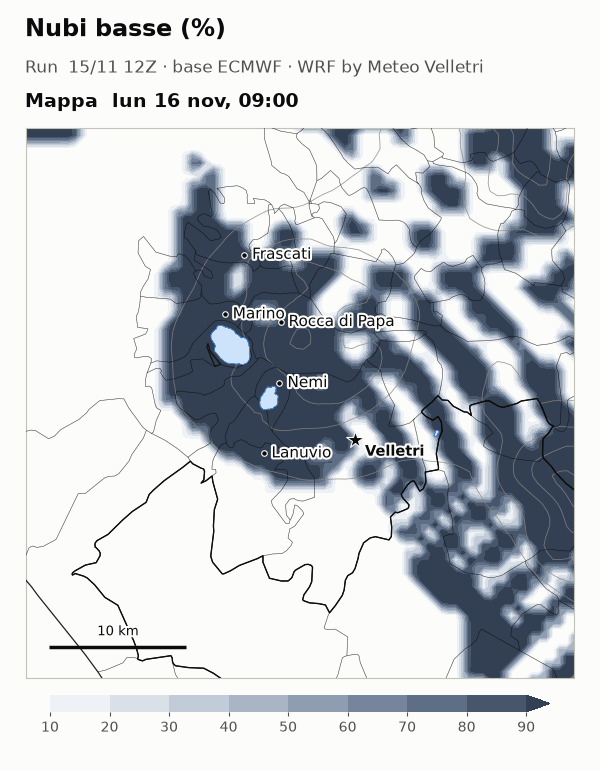 Nubi basse (%)
Run  15/11 12Z · base ECMWF · WRF by Meteo Velletri
Mappa  lun 16 nov, 09:00
Frascati
Marino
Rocca di Papa
Nemi
Velletri
Lanuvio
10 km
10 20 30 40 50 60 70 80 90